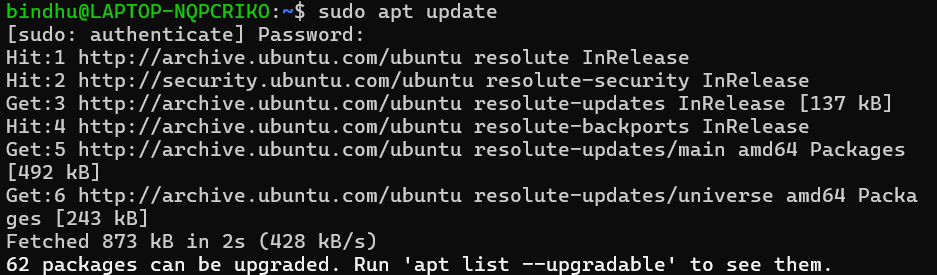 bindhu@LAPTOP-NQPCRIKO:~$ sudo apt update
[sudo: authenticate] Password:
Hit:1 http://archive.ubuntu.com/ubuntu resolute InRelease
Hit:2 http://security.ubuntu.com/ubuntu resolute-security InRelease
Get:3 http://archive.ubuntu.com/ubuntu resolute-updates InRelease [137 kB]
Hit:4 http://archive.ubuntu.com/ubuntu resolute-backports InRelease
Get:5 http://archive.ubuntu.com/ubuntu resolute-updates/main amd64 Packages
[492 kB]
Get:6 http://archive.ubuntu.com/ubuntu resolute-updates/universe amd64 Packa
ges [243 kB]
Fetched 873 kB in 2s (428 kB/s)
62 packages can be upgraded. Run 'apt list --upgradable' to see them.